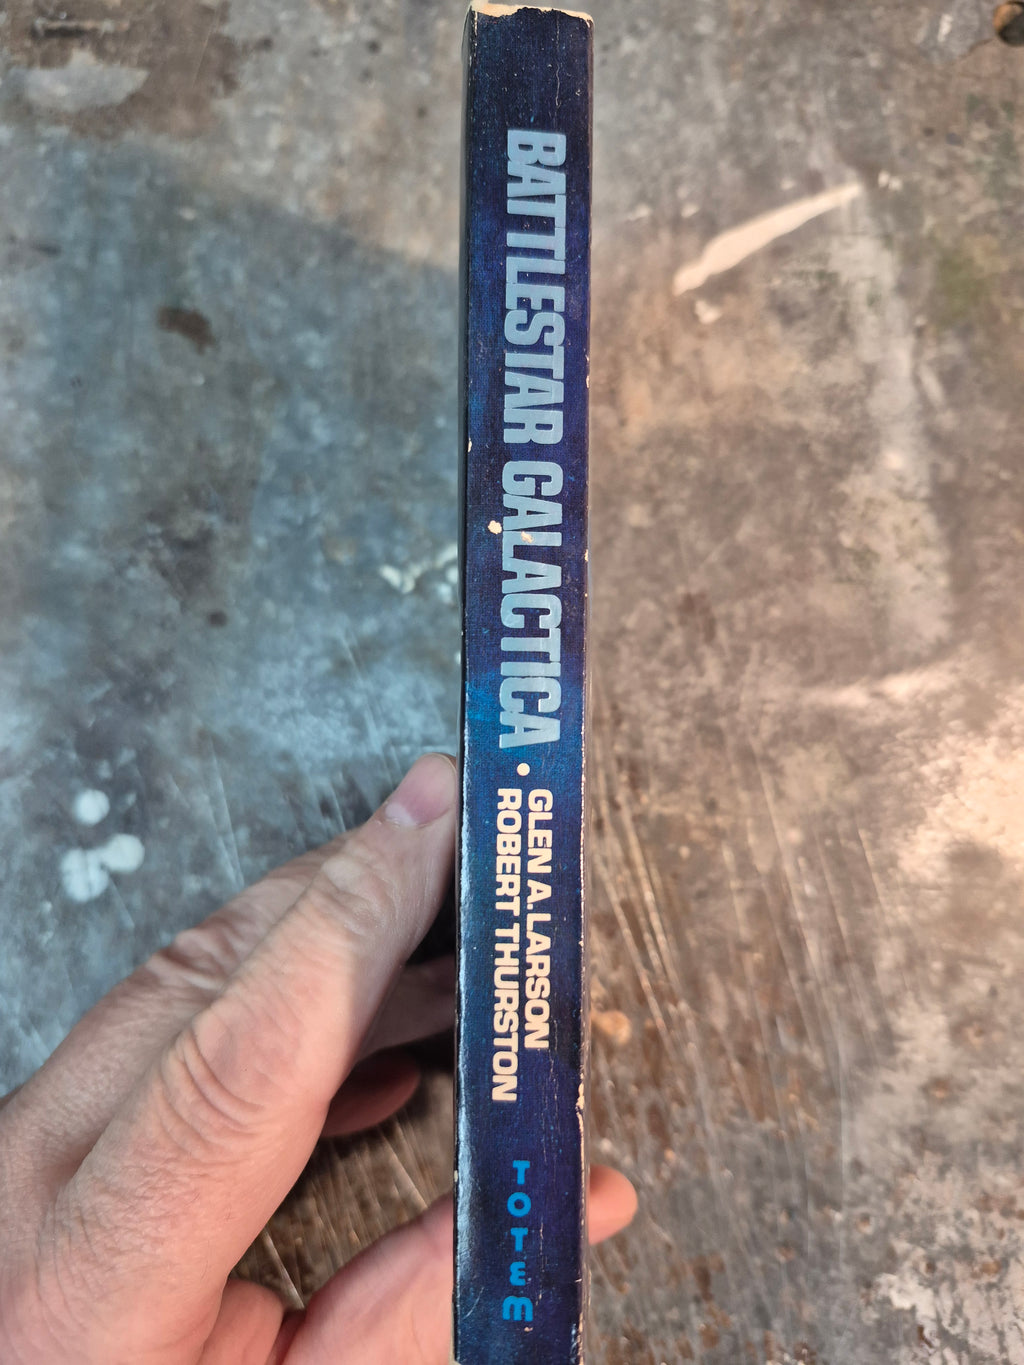 BATTLESTAR GALACTICA •
GLEN A. LARSON
ROBERT THURSTON
TOTEM